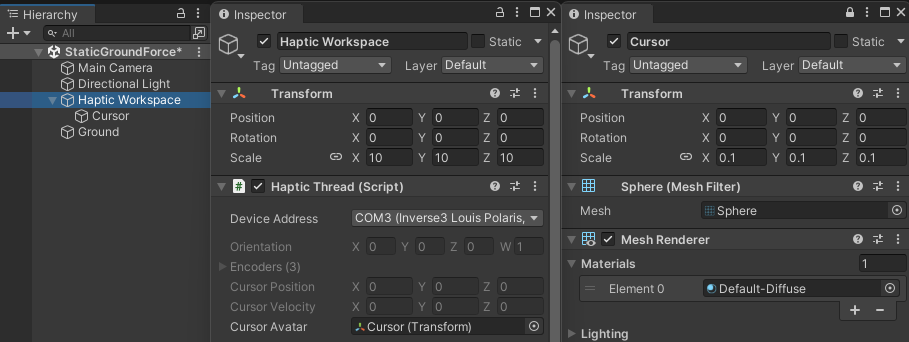 Hierarchy
All
StaticGroundForce*
Main Camera
Directional Light
Haptic Workspace
Cursor
Ground
Inspector
Haptic Workspace
Static
Tag Untagged Layer Default
Transform
Position X 0 Y 0 Z 0
Rotation X 0 Y 0 Z 0
Scale X 10 Y 10 Z 10
# Haptic Thread (Script)
Device Address COM3 (Inverse3 Louis Polaris,
Orientation X 0 Y 0 Z 0 W 1
Encoders (3)
Cursor Position X 0 Y 0 Z 0
Cursor Velocity X 0 Y 0 Z 0
Cursor Avatar Cursor (Transform)
Inspector
Cursor
Static
Tag Untagged Layer Default
Transform
Position X 0 Y 0 Z 0
Rotation X 0 Y 0 Z 0
Scale X 0.1 Y 0.1 Z 0.1
Sphere (Mesh Filter)
Mesh Sphere
Mesh Renderer
Materials 1
Element 0 Default-Diffuse
+ −
Lighting